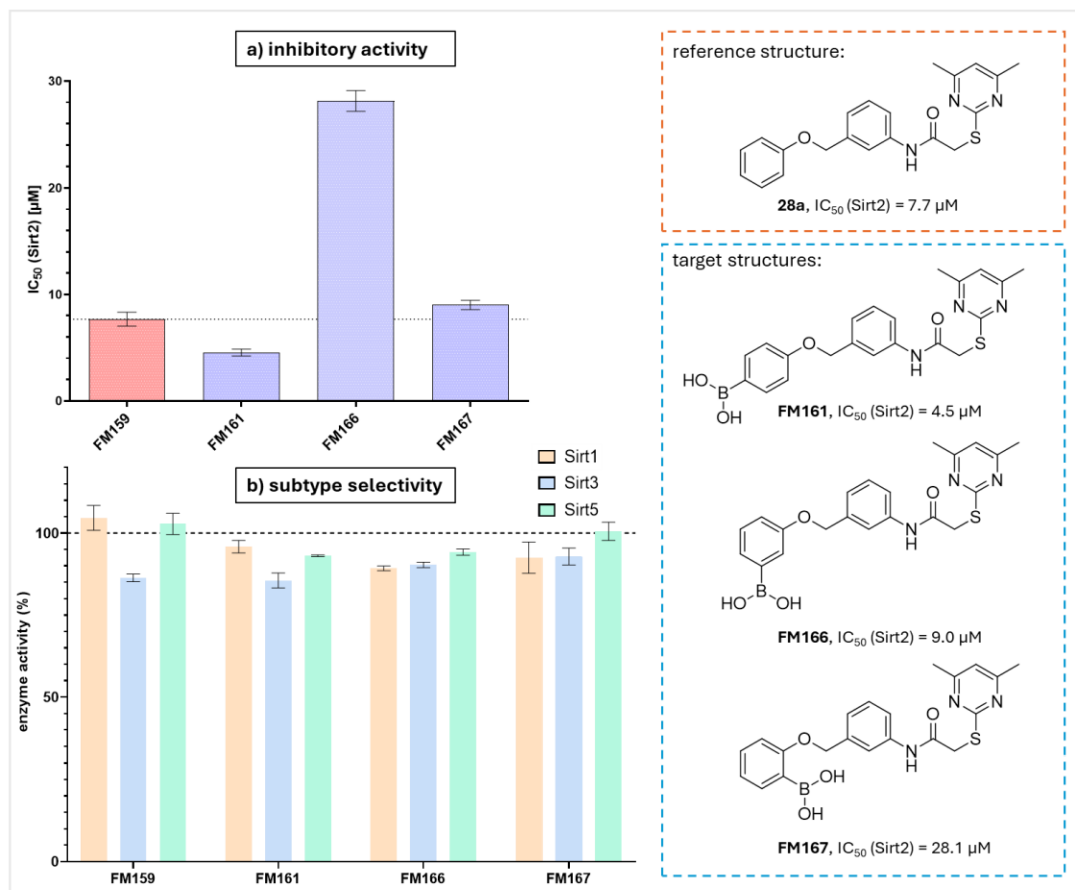 a) inhibitory activity
30
20
10
0
IC50 (Sirt2) [µM]
FM159
FM161
FM166
FM167
b) subtype selectivity
Sirt1
Sirt3
Sirt5
100
50
0
enzyme activity (%)
FM159
FM161
FM166
FM167
reference structure:
N
N
O
O
S
N
H
28a, IC50 (Sirt2) = 7.7 µM
target structures:
N
N
O
O
S
N
H
HO
B
OH
FM161, IC50 (Sirt2) = 4.5 µM
N
N
O
O
S
N
H
B
HO OH
FM166, IC50 (Sirt2) = 9.0 µM
N
N
O
O
S
N
H
OH
B
OH
FM167, IC50 (Sirt2) = 28.1 µM